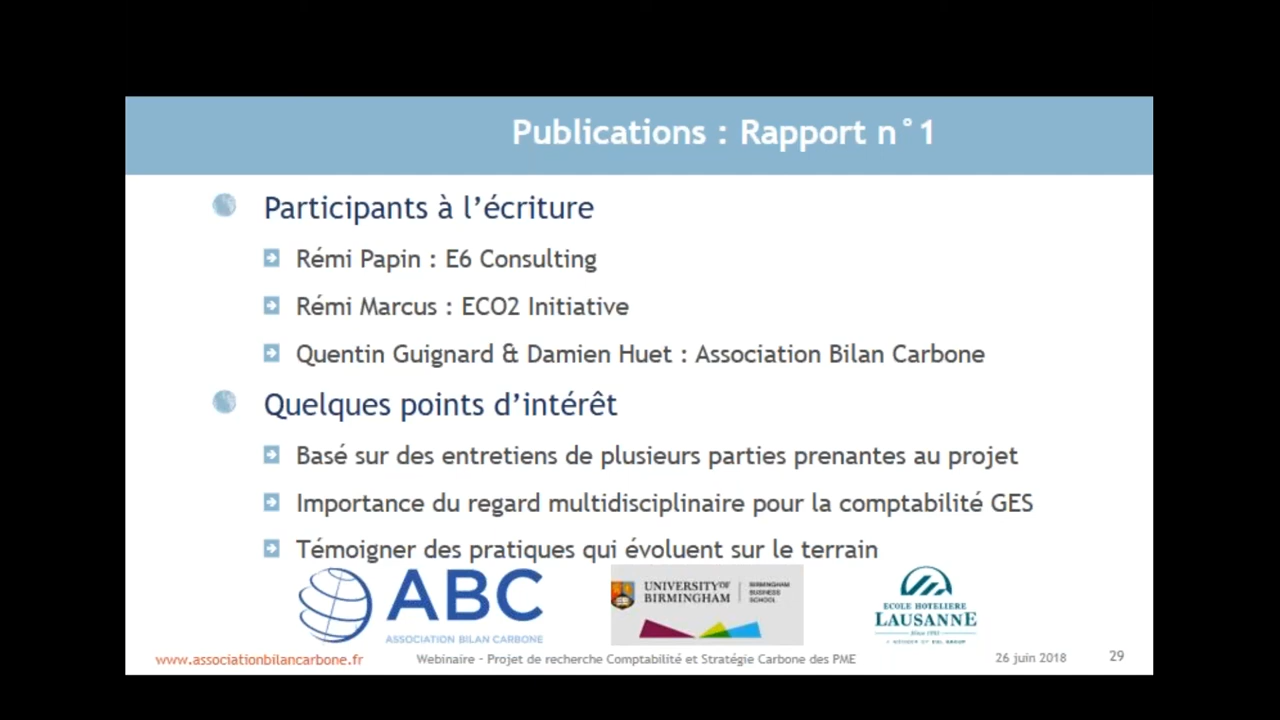 Publications : Rapport n°1
Participants à l'écriture
Rémi Papin : E6 Consulting
Rémi Marcus : ECO2 Initiative
Quentin Guignard & Damien Huet : Association Bilan Carbone
Quelques points d'intérêt
Basé sur des entretiens de plusieurs parties prenantes au projet
Importance du regard multidisciplinaire pour la comptabilité GES
Témoigner des pratiques qui évoluent sur le terrain
ABC
ASSOCIATION BILAN CARBONE
UNIVERSITY OF
BIRMINGHAM
BIRMINGHAM
BUSINESS
SCHOOL
ECOLE HOTELIERE
LAUSANNE
www.associationbilancarbone.fr
Webinaire - Projet de recherche Comptabilité et Stratégie Carbone des PME
26 juin 2018
29